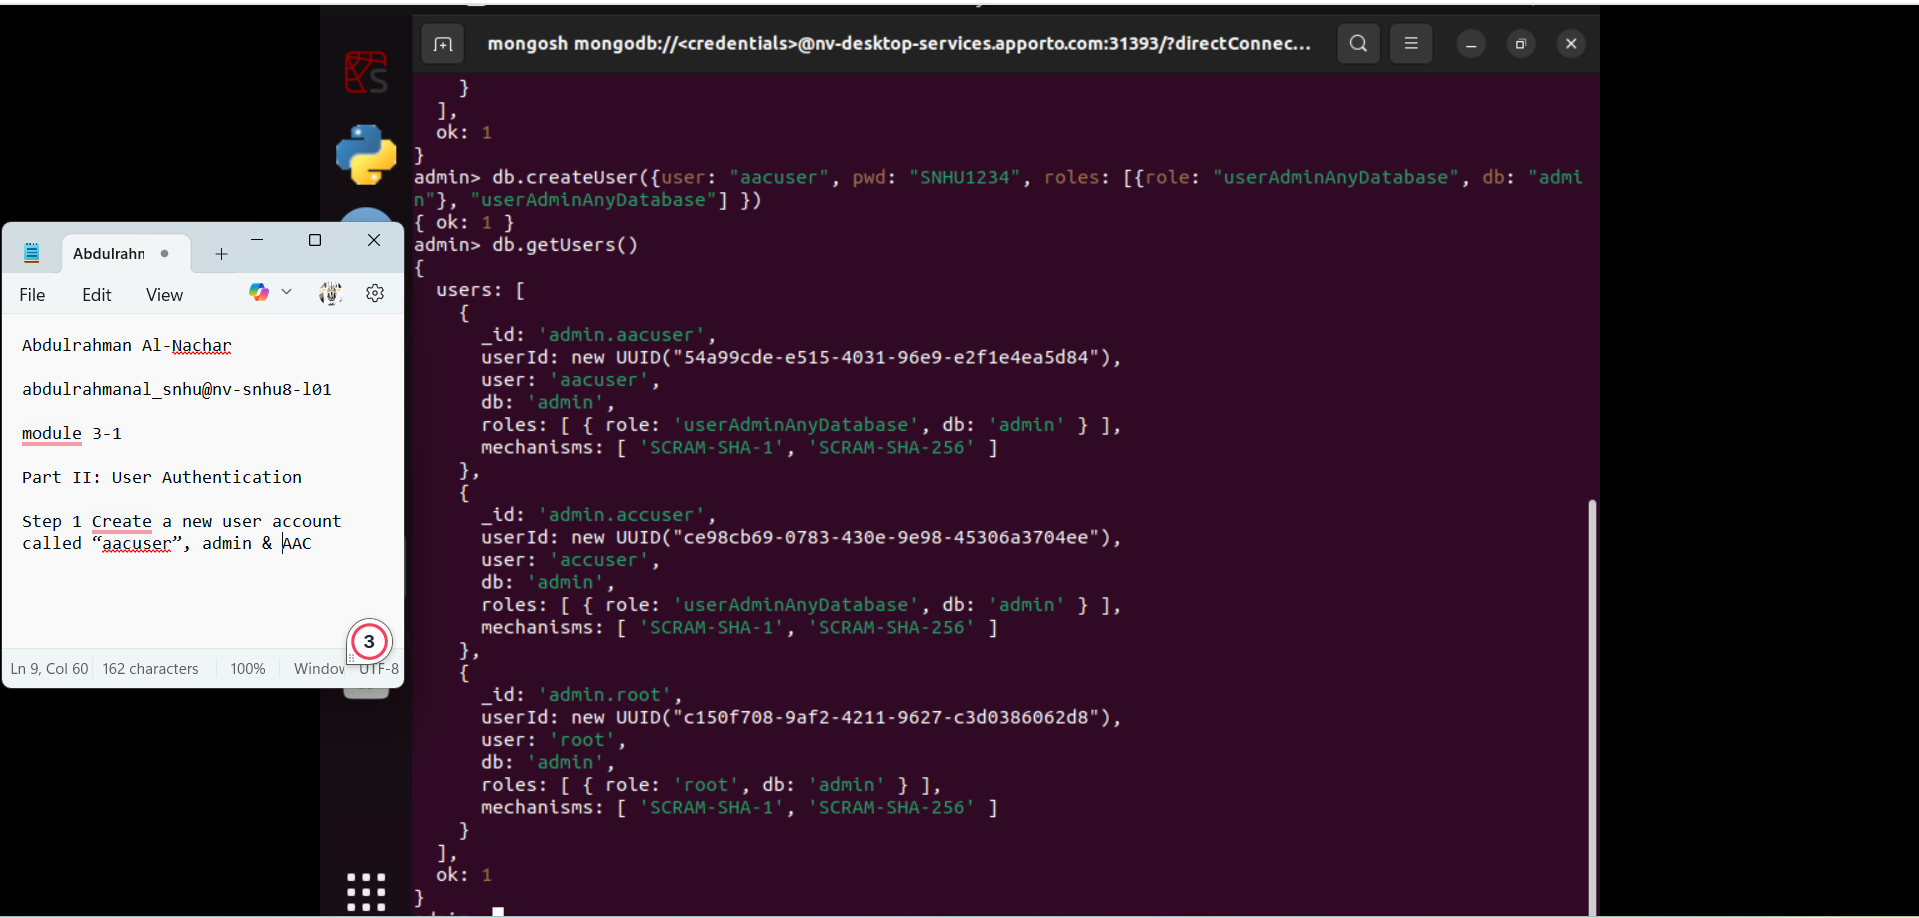 mongosh mongodb://<credentials>@nv-desktop-services.apporto.com:31393/?directConnec...
}
],
ok: 1
}
admin> db.createUser({user: "aacuser", pwd: "SNHU1234", roles: [{role: "userAdminAnyDatabase", db: "admi
n"}, "userAdminAnyDatabase"] })
{ ok: 1 }
admin> db.getUsers()
{
users: [
{
_id: 'admin.aacuser',
userId: new UUID("54a99cde-e515-4031-96e9-e2f1e4ea5d84"),
user: 'aacuser',
db: 'admin',
roles: [ { role: 'userAdminAnyDatabase', db: 'admin' } ],
mechanisms: [ 'SCRAM-SHA-1', 'SCRAM-SHA-256' ]
},
{
_id: 'admin.accuser',
userId: new UUID("ce98cb69-0783-430e-9e98-45306a3704ee"),
user: 'accuser',
db: 'admin',
roles: [ { role: 'userAdminAnyDatabase', db: 'admin' } ],
mechanisms: [ 'SCRAM-SHA-1', 'SCRAM-SHA-256' ]
},
{
_id: 'admin.root',
userId: new UUID("c150f708-9af2-4211-9627-c3d0386062d8"),
user: 'root',
db: 'admin',
roles: [ { role: 'root', db: 'admin' } ],
mechanisms: [ 'SCRAM-SHA-1', 'SCRAM-SHA-256' ]
}
],
ok: 1
}
Abdulrahn
File Edit View
Abdulrahman Al-Nachar
abdulrahmanal_snhu@nv-snhu8-l01
module 3-1
Part II: User Authentication
Step 1 Create a new user account
called “aacuser”, admin & AAC
3
Ln 9, Col 60 162 characters 100% Window UTF-8